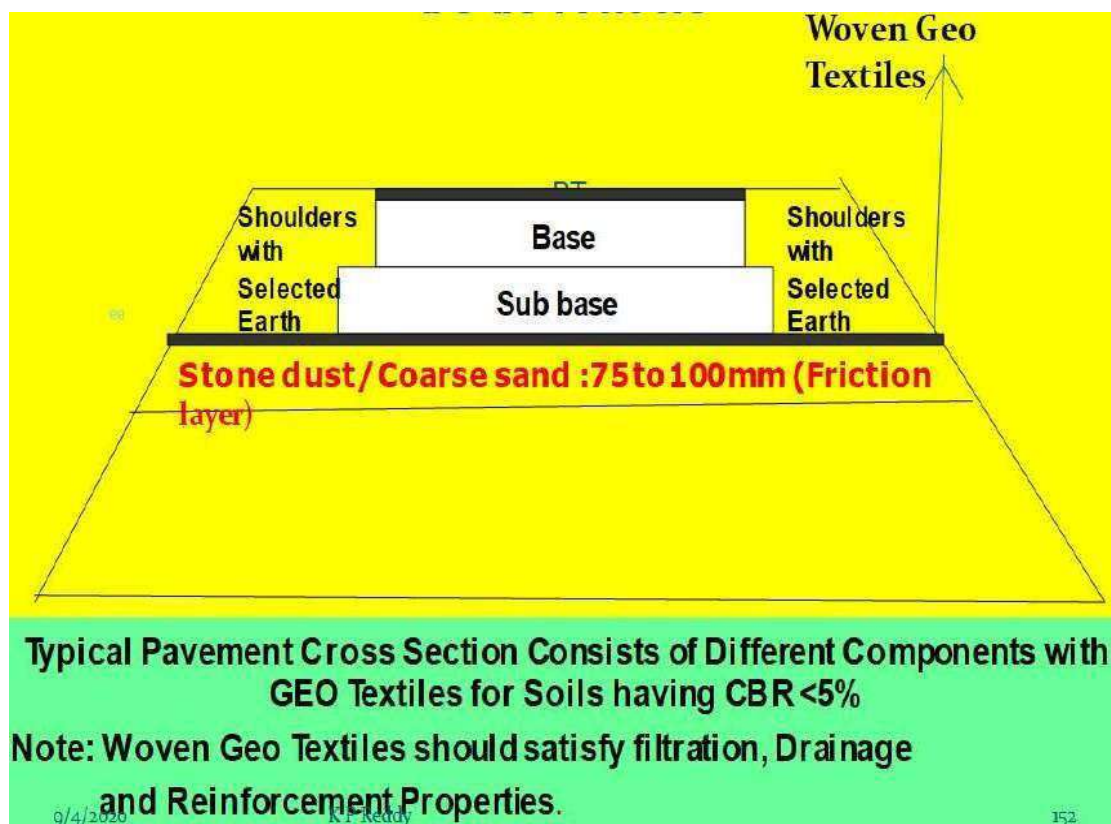 Woven Geo
Textiles
Shoulders
with
Selected
Earth
Base
Sub base
Shoulders
with
Selected
Earth
Stone dust / Coarse sand :75 to 100mm (Friction
layer)
Typical Pavement Cross Section Consists of Different Components with
GEO Textiles for Soils having CBR <5%
Note: Woven Geo Textiles should satisfy filtration, Drainage
and Reinforcement Properties.
9/4/2020
K P Reddy
152